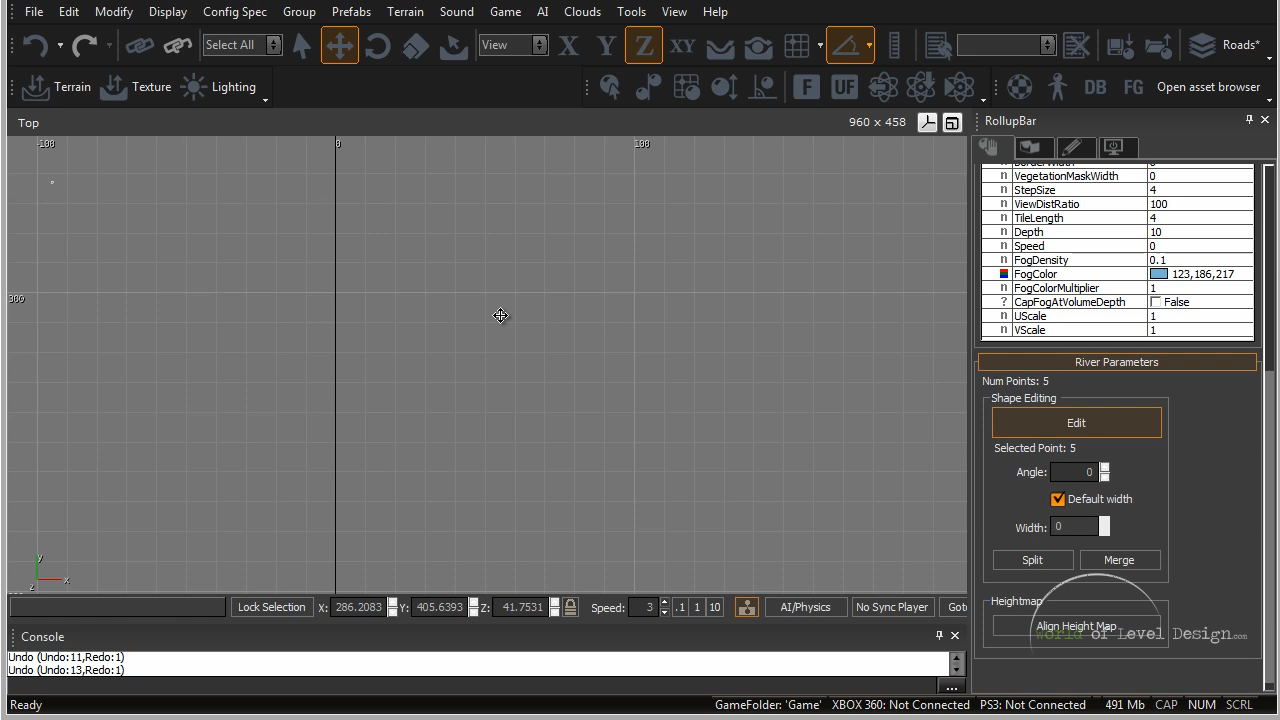 File Edit Modify Display Config Spec Group Prefabs Terrain Sound Game AI Clouds Tools View Help
Select All View X Y Z XY Roads*
Terrain Texture Lighting F UF DB FG Open asset browser
Top 960 x 458 RollupBar
-100 0 100
VegetationMaskWidth 0
StepSize 4
ViewDistRatio 100
TileLength 4
Depth 10
Speed 0
FogDensity 0.1
FogColor 123,186,217
FogColorMultiplier 1
CapFogAtVolumeDepth False
UScale 1
VScale 1
300
River Parameters
Num Points: 5
Shape Editing
Edit
Selected Point: 5
Angle: 0
Default width
Width: 0
Split Merge
Heightmap
Align Height Map
World of Level Design.com
y
x
z
Lock Selection X: 286.2083 Y: 405.6393 Z: 41.7531 Speed: 3 .1 1 10 AI/Physics No Sync Player Goto
Console
Undo (Undo:11,Redo:1)
Undo (Undo:13,Redo:1)
...
Ready GameFolder: 'Game' XBOX 360: Not Connected PS3: Not Connected 491 Mb CAP NUM SCRL